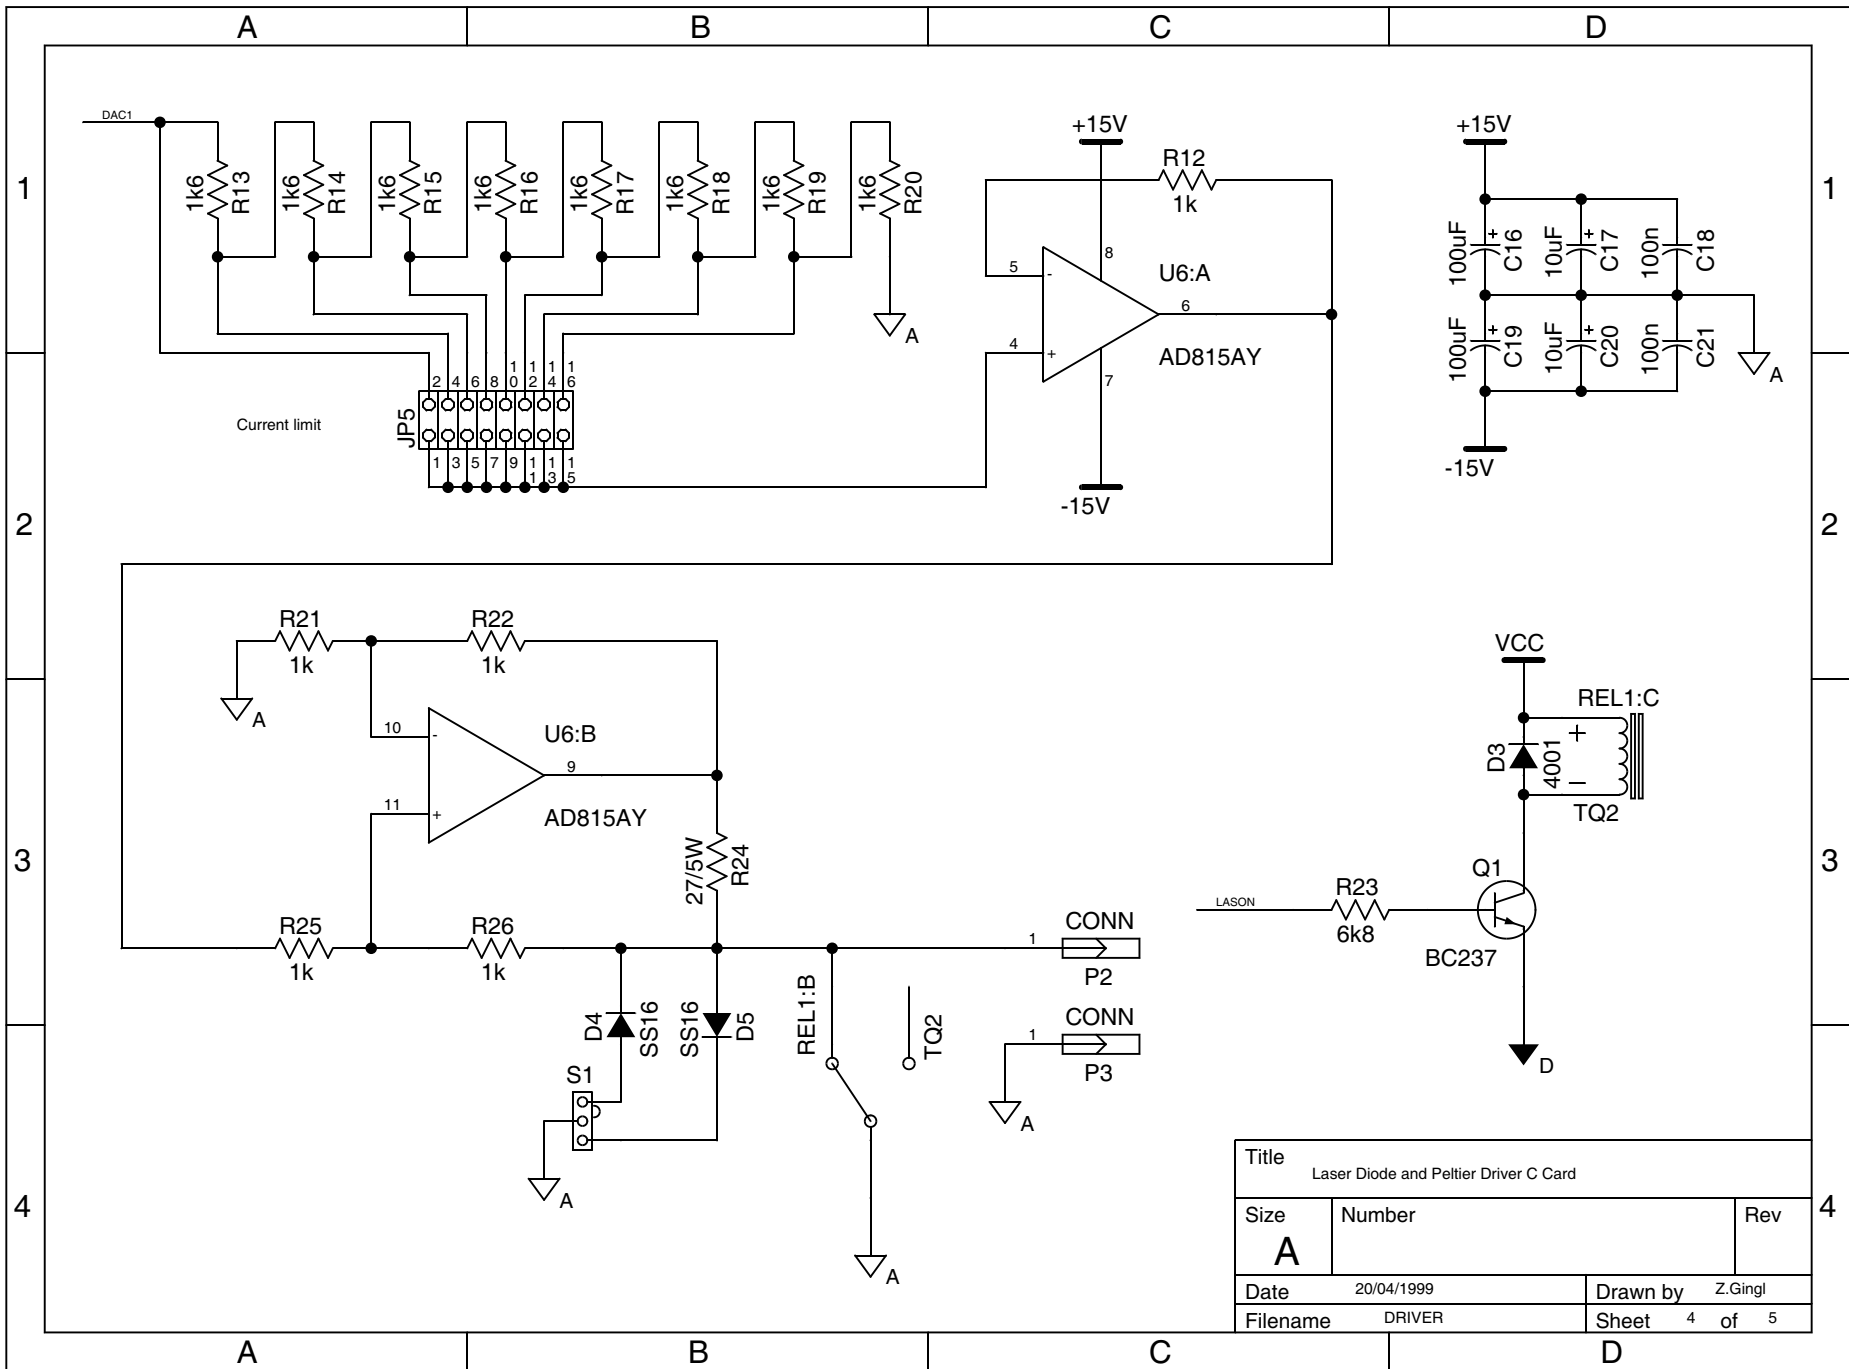 A B C D
1
DAC1
1k6 R13
1k6 R14
1k6 R15
1k6 R16
1k6 R17
1k6 R18
1k6 R19
1k6 R20
A
+15V
R12
1k
5 -
8
U6:A
6
4 +
AD815AY
7
-15V
+15V
100uF + C16
10uF + C17
100n C18
100uF + C19
10uF + C20
100n C21
A
-15V
1
2
Current limit
JP5
2 4 6 8 10 12 14 16
1 3 5 7 9 11 13 15
2
R21
1k
R22
1k
A
10 -
U6:B
9
11 +
AD815AY
27/5W R24
3
R25
1k
R26
1k
D4 SS16
SS16 D5
S1
A
REL1:B
TQ2
A
1 CONN
P2
1 CONN
P3
A
VCC
REL1:C
D3 4001
+
−
TQ2
LASON
R23
6k8
Q1
BC237
D
3
4
Title
Laser Diode and Peltier Driver C Card
Size
A
Number
Rev
Date 20/04/1999
Drawn by Z.Gingl
Filename DRIVER
Sheet 4 of 5
4
A B C D